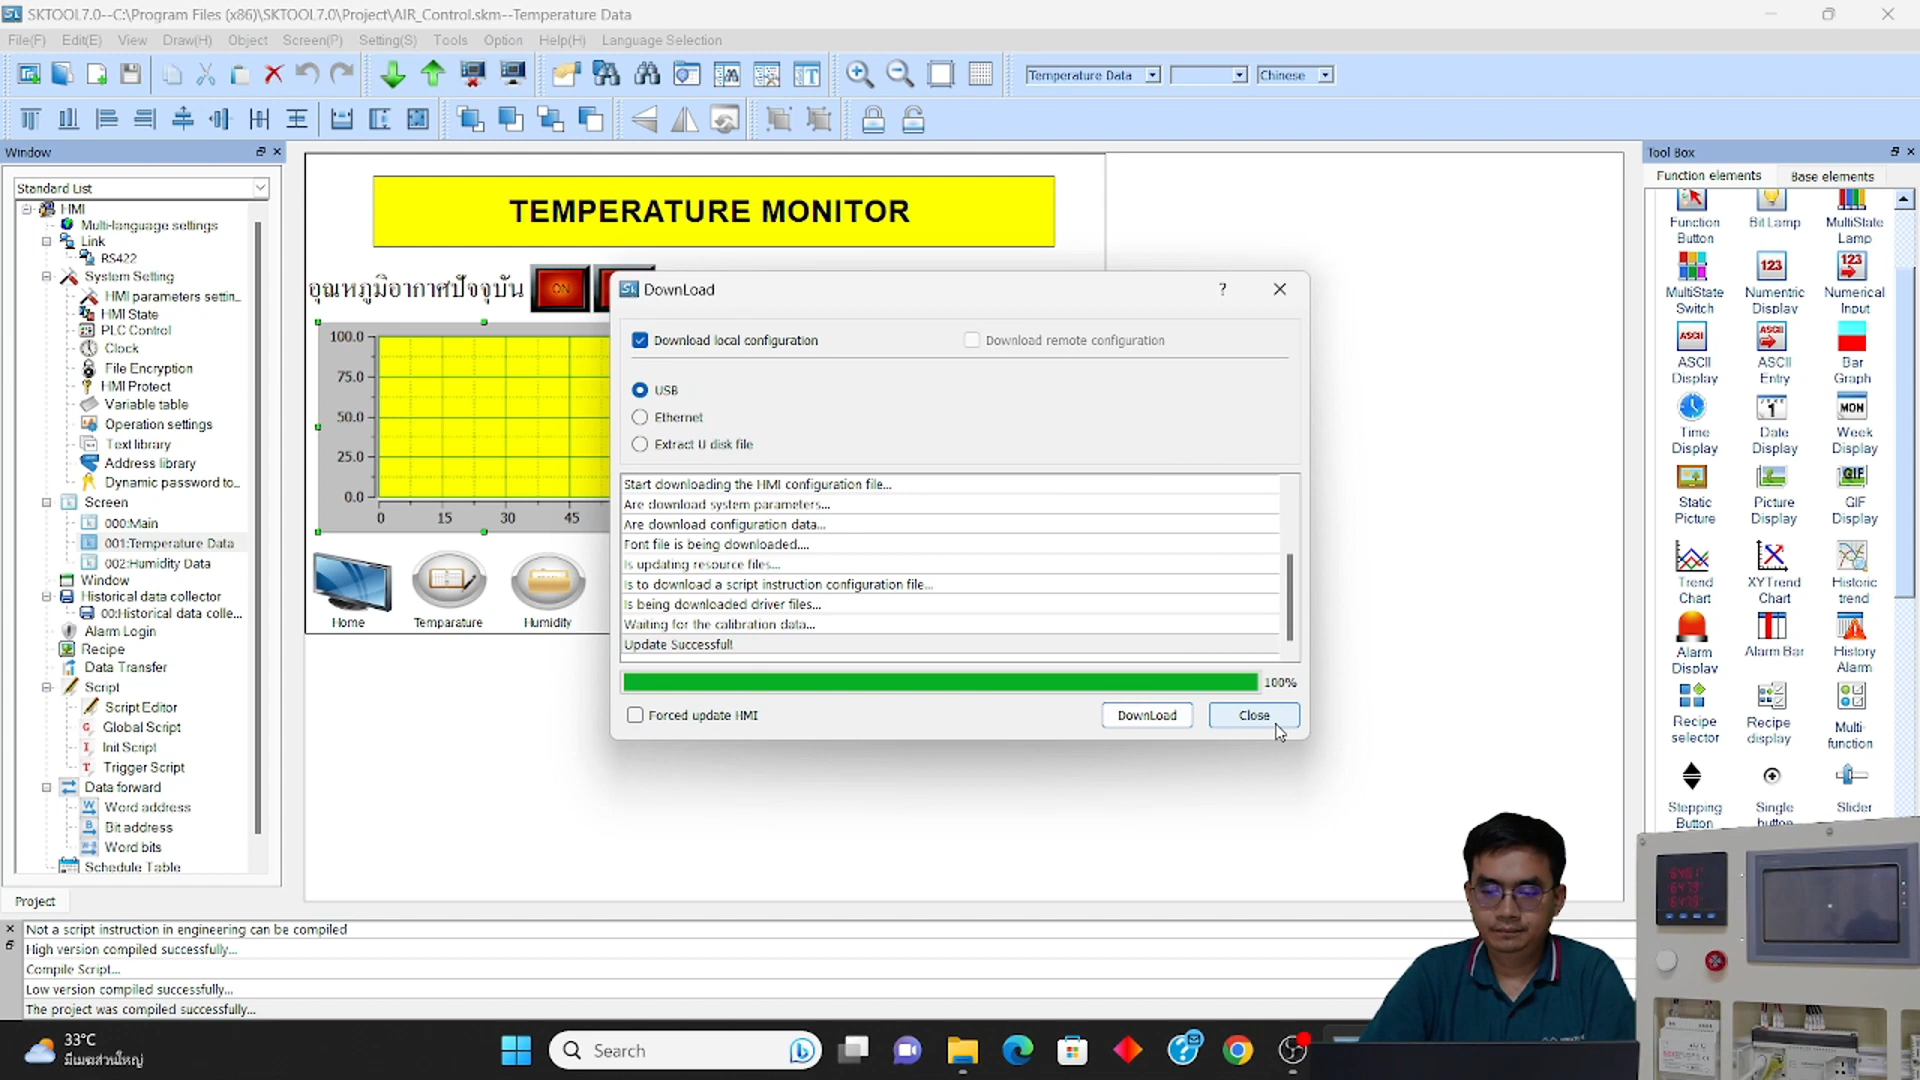 SKTOOL7.0--C:\Program Files (x86)\SKTOOL7.0\Project\AIR_Control.skm--Temperature Data
File(F) Edit(E) View Draw(H) Object Screen(P) Setting(S) Tools Option Help(H) Language Selection
Temperature Data Chinese
Window
Standard List
HMI
Multi-language settings
Link
RS422
System Setting
HMI parameters settin...
HMI State
PLC Control
Clock
File Encryption
HMI Protect
Variable table
Operation settings
Text library
Address library
Dynamic password to...
Screen
000:Main
001:Temperature Data
002:Humidity Data
Window
Historical data collector
00:Historical data colle...
Alarm Login
Recipe
Data Transfer
Script
Script Editor
Global Script
Init Script
Trigger Script
Data forward
Word address
Bit address
Word bits
Schedule Table
Project
TEMPERATURE MONITOR
อุณหภูมิอากาศปัจจุบัน ON
100.0
75.0
50.0
25.0
0.0
0 15 30 45
Home Temparature Humidity
DownLoad
Download local configuration Download remote configuration
USB
Ethernet
Extract U disk file
Start downloading the HMI configuration file...
Are download system parameters...
Are download configuration data...
Font file is being downloaded....
Is updating resource files...
Is to download a script instruction configuration file...
Is being downloaded driver files...
Waiting for the calibration data...
Update Successful!
100%
Forced update HMI DownLoad Close
Tool Box
Function elements Base elements
Function Button
Bit Lamp
MultiState Lamp
MultiState Switch
Numentric Display
Numerical Input
ASCII Display
ASCII Entry
Bar Graph
Time Display
Date Display
Week Display
Static Picture
Picture Display
GIF Display
Trend Chart
XYTrend Chart
Historic trend
Alarm Display
Alarm Bar
History Alarm
Recipe selector
Recipe display
Multi-function
Stepping Button
Single button
Slider
Not a script instruction in engineering can be compiled
High version compiled successfully...
Compile Script...
Low version compiled successfully...
The project was compiled successfully...
33°C
มีเมฆส่วนใหญ่
Search